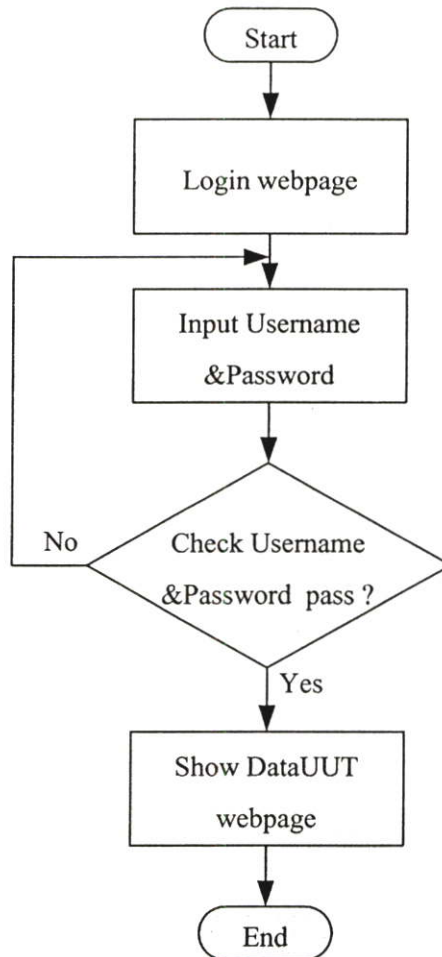 Start
Login webpage
Input Username
&Password
Check Username
&Password pass ?
No
Yes
Show DataUUT
webpage
End